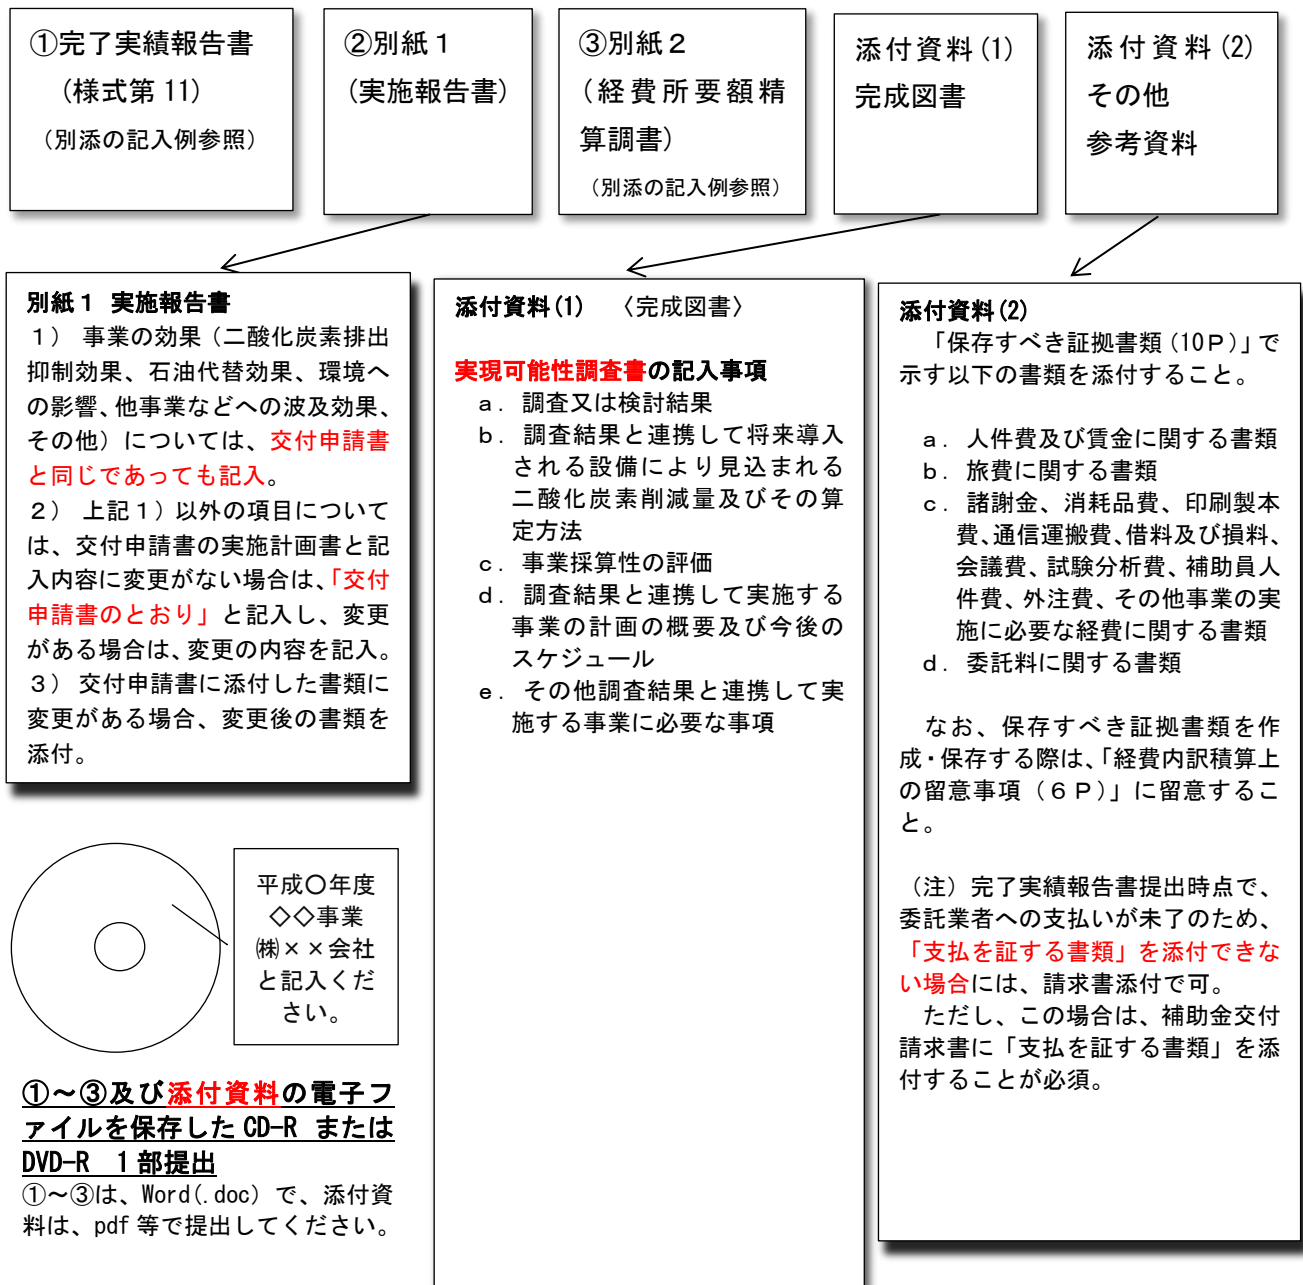 ①完了実績報告書
（様式第 11）
（別添の記入例参照）
②別紙１
（実施報告書）
③別紙２
（経費所要額精
算調書）
（別添の記入例参照）
添付資料(1)
完成図書
添付資料(2)
その他
参考資料
別紙１ 実施報告書
１） 事業の効果（二酸化炭素排出
抑制効果、石油代替効果、環境へ
の影響、他事業などへの波及効果、
その他）については、交付申請書
と同じであっても記入。
２） 上記１）以外の項目について
は、交付申請書の実施計画書と記
入内容に変更がない場合は、「交付
申請書のとおり」と記入し、変更
がある場合は、変更の内容を記入。
３） 交付申請書に添付した書類に
変更がある場合、変更後の書類を
添付。
平成〇年度
◇◇事業
㈱××会社
と記入くだ
さい。
①～③及び添付資料の電子フ
ァイルを保存した CD-R または
DVD-R １部提出
①～③は、Word(.doc) で、添付資
料は、pdf 等で提出してください。
添付資料(1) 〈完成図書〉
実現可能性調査書の記入事項
ａ．調査又は検討結果
ｂ．調査結果と連携して将来導入
される設備により見込まれる
二酸化炭素削減量及びその算
定方法
ｃ．事業採算性の評価
ｄ．調査結果と連携して実施する
事業の計画の概要及び今後の
スケジュール
ｅ．その他調査結果と連携して実
施する事業に必要な事項
添付資料(2)
「保存すべき証拠書類(10Ｐ)」で
示す以下の書類を添付すること。
ａ．人件費及び賃金に関する書類
ｂ．旅費に関する書類
ｃ．諸謝金、消耗品費、印刷製本
費、通信運搬費、借料及び損料、
会議費、試験分析費、補助員人
件費、外注費、その他事業の実
施に必要な経費に関する書類
ｄ．委託料に関する書類
なお、保存すべき証拠書類を作
成・保存する際は、「経費内訳積算上
の留意事項（６Ｐ）」に留意するこ
と。
（注）完了実績報告書提出時点で、
委託業者への支払いが未了のため、
「支払を証する書類」を添付できな
い場合には、請求書添付で可。
ただし、この場合は、補助金交付
請求書に「支払を証する書類」を添
付することが必須。